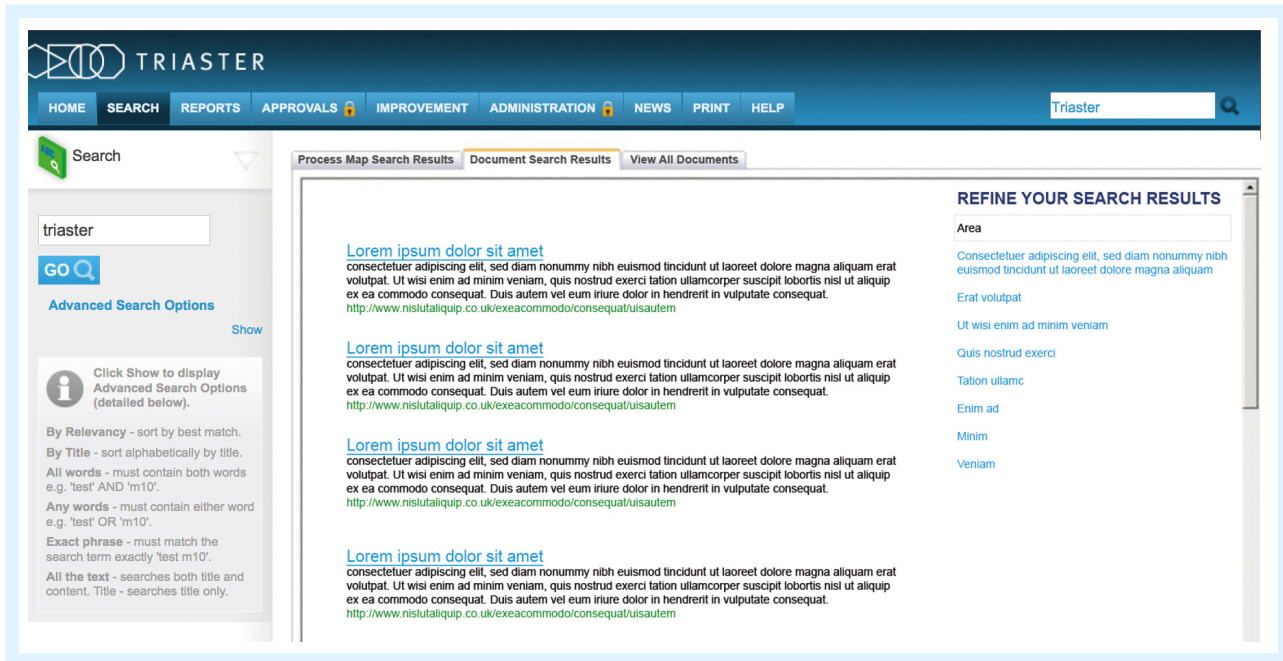 TRIASTER
HOME SEARCH REPORTS APPROVALS IMPROVEMENT ADMINISTRATION NEWS PRINT HELP
Triaster
Search
triaster
GO
Advanced Search Options
Show
Click Show to display
Advanced Search Options
(detailed below).
By Relevancy - sort by best match.
By Title - sort alphabetically by title.
All words - must contain both words
e.g. 'test' AND 'm10'.
Any words - must contain either word
e.g. 'test' OR 'm10'.
Exact phrase - must match the
search term exactly 'test m10'.
All the text - searches both title and
content. Title - searches title only.
Process Map Search Results Document Search Results View All Documents
Lorem ipsum dolor sit amet
consectetuer adipiscing elit, sed diam nonummy nibh euismod tincidunt ut laoreet dolore magna aliquam erat
volutpat. Ut wisi enim ad minim veniam, quis nostrud exerci tation ullamcorper suscipit lobortis nisl ut aliquip
ex ea commodo consequat. Duis autem vel eum iriure dolor in hendrerit in vulputate consequat.
http://www.nislutaliquip.co.uk/exeacommodo/consequat/uisautem
Lorem ipsum dolor sit amet
consectetuer adipiscing elit, sed diam nonummy nibh euismod tincidunt ut laoreet dolore magna aliquam erat
volutpat. Ut wisi enim ad minim veniam, quis nostrud exerci tation ullamcorper suscipit lobortis nisl ut aliquip
ex ea commodo consequat. Duis autem vel eum iriure dolor in hendrerit in vulputate consequat.
http://www.nislutaliquip.co.uk/exeacommodo/consequat/uisautem
Lorem ipsum dolor sit amet
consectetuer adipiscing elit, sed diam nonummy nibh euismod tincidunt ut laoreet dolore magna aliquam erat
volutpat. Ut wisi enim ad minim veniam, quis nostrud exerci tation ullamcorper suscipit lobortis nisl ut aliquip
ex ea commodo consequat. Duis autem vel eum iriure dolor in hendrerit in vulputate consequat.
http://www.nislutaliquip.co.uk/exeacommodo/consequat/uisautem
Lorem ipsum dolor sit amet
consectetuer adipiscing elit, sed diam nonummy nibh euismod tincidunt ut laoreet dolore magna aliquam erat
volutpat. Ut wisi enim ad minim veniam, quis nostrud exerci tation ullamcorper suscipit lobortis nisl ut aliquip
ex ea commodo consequat. Duis autem vel eum iriure dolor in hendrerit in vulputate consequat.
http://www.nislutaliquip.co.uk/exeacommodo/consequat/uisautem
REFINE YOUR SEARCH RESULTS
Area
Consectetuer adipiscing elit, sed diam nonummy nibh
euismod tincidunt ut laoreet dolore magna aliquam
Erat volutpat
Ut wisi enim ad minim veniam
Quis nostrud exerci
Tation ullamc
Enim ad
Minim
Veniam